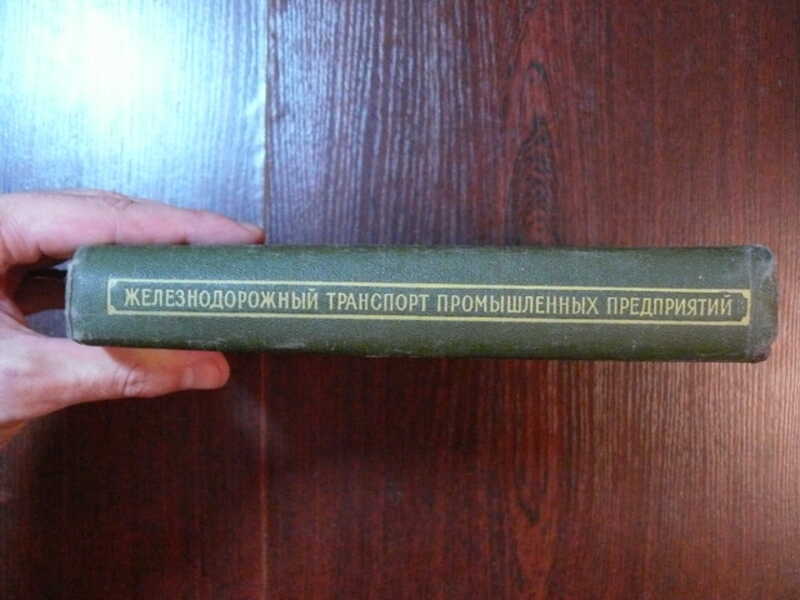 ЖЕЛЕЗНОДОРОЖНЫЙ ТРАНСПОРТ ПРОМЫШЛЕННЫХ ПРЕДПРИЯТИЙ